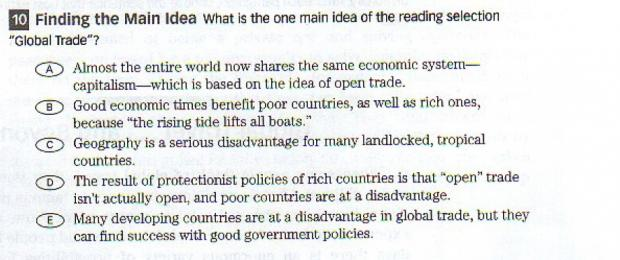 10 Finding the Main Idea What is the one main idea of the reading selection
"Global Trade"?
A Almost the entire world now shares the same economic system—
capitalism—which is based on the idea of open trade.
B Good economic times benefit poor countries, as well as rich ones,
because "the rising tide lifts all boats."
C Geography is a serious disadvantage for many landlocked, tropical
countries.
D The result of protectionist policies of rich countries is that "open" trade
isn't actually open, and poor countries are at a disadvantage.
E Many developing countries are at a disadvantage in global trade, but they
can find success with good government policies.